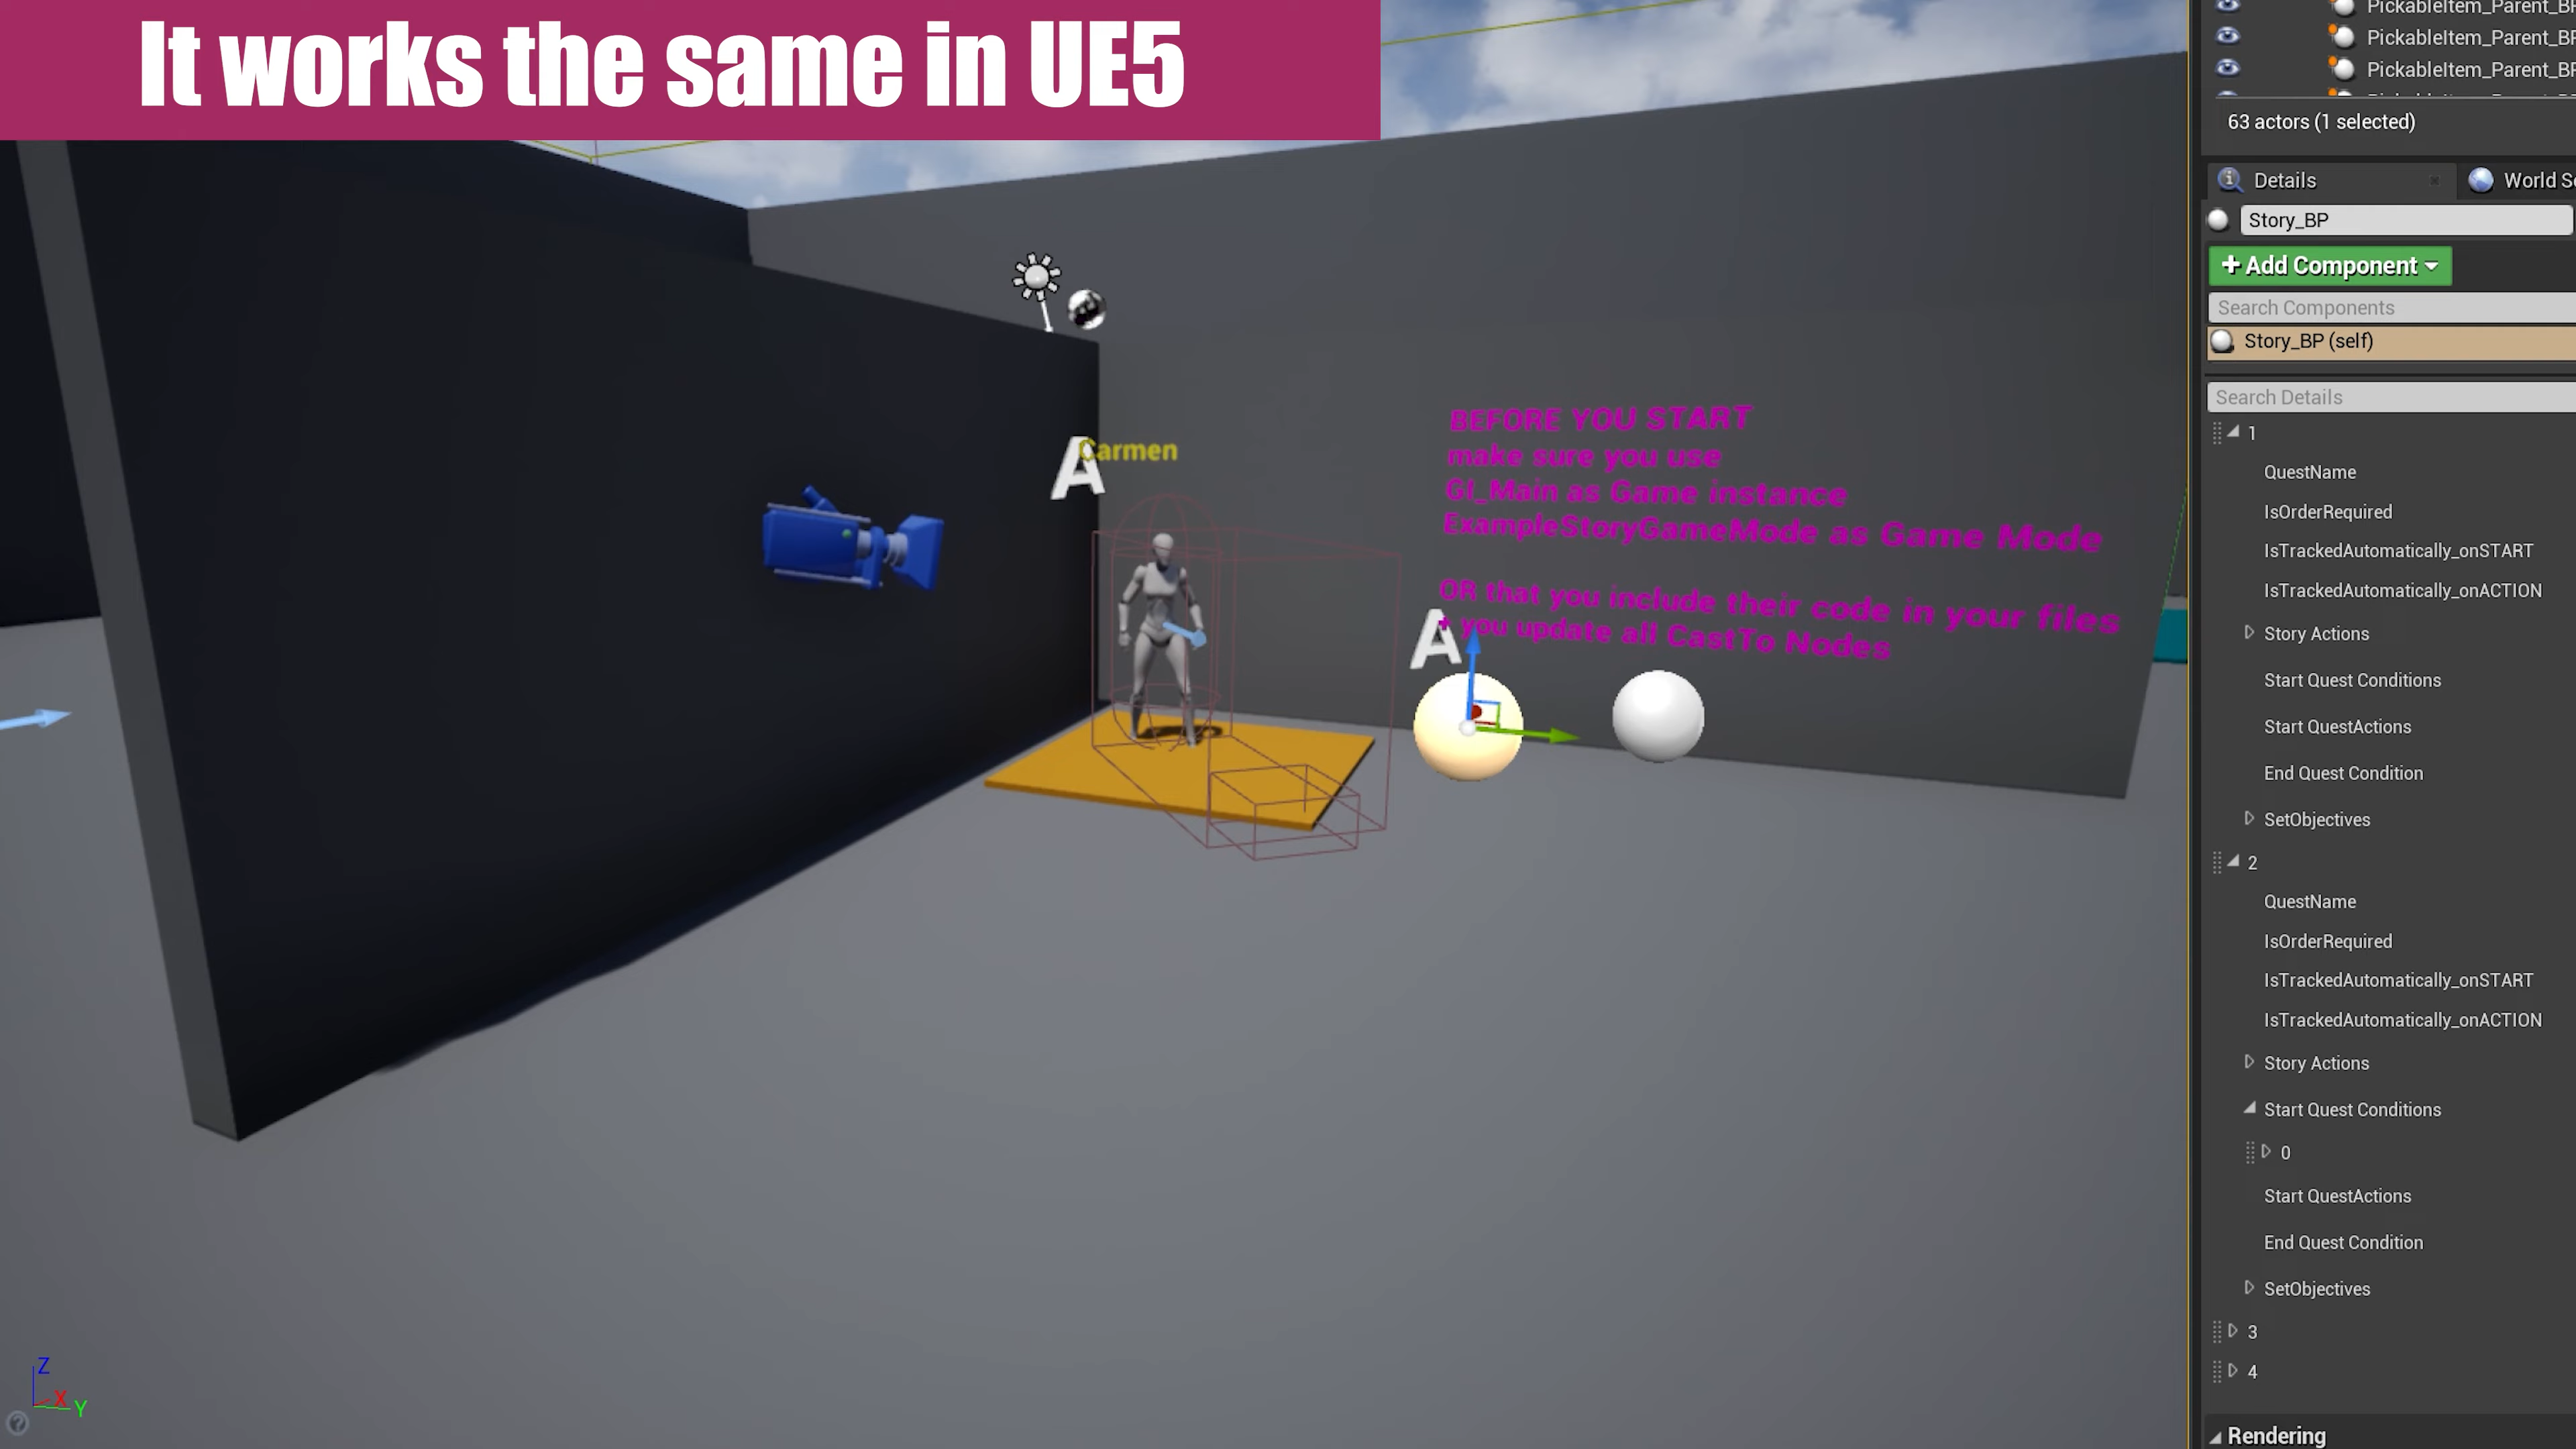 It works the same in UE5
PickableItem_Parent_BP
PickableItem_Parent_BP
PickableItem_Parent_BP
63 actors (1 selected)
Details
World Se
Story_BP
+ Add Component
Search Components
Story_BP (self)
Search Details
1
QuestName
IsOrderRequired
IsTrackedAutomatically_onSTART
IsTrackedAutomatically_onACTION
Story Actions
Start Quest Conditions
Start QuestActions
End Quest Condition
SetObjectives
2
QuestName
IsOrderRequired
IsTrackedAutomatically_onSTART
IsTrackedAutomatically_onACTION
Story Actions
Start Quest Conditions
0
Start QuestActions
End Quest Condition
SetObjectives
3
4
Rendering
A
Carmen
BEFORE YOU START
make sure you use
GI_Main as Game instance
ExampleStoryGameMode as Game Mode
OR that you include their code in your files
+ you update all CastTo Nodes
A
Z
X
Y